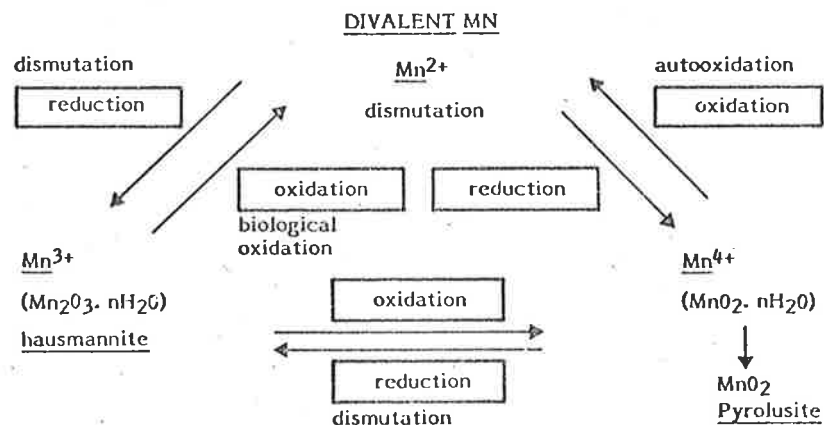 DIVALENT MN
dismutation
reduction
Mn2+
dismutation
autooxidation
oxidation
oxidation
biological
oxidation
reduction
Mn3+
(Mn2O3. nH2O)
hausmannite
oxidation
reduction
dismutation
Mn4+
(MnO2. nH2O)
MnO2
Pyrolusite